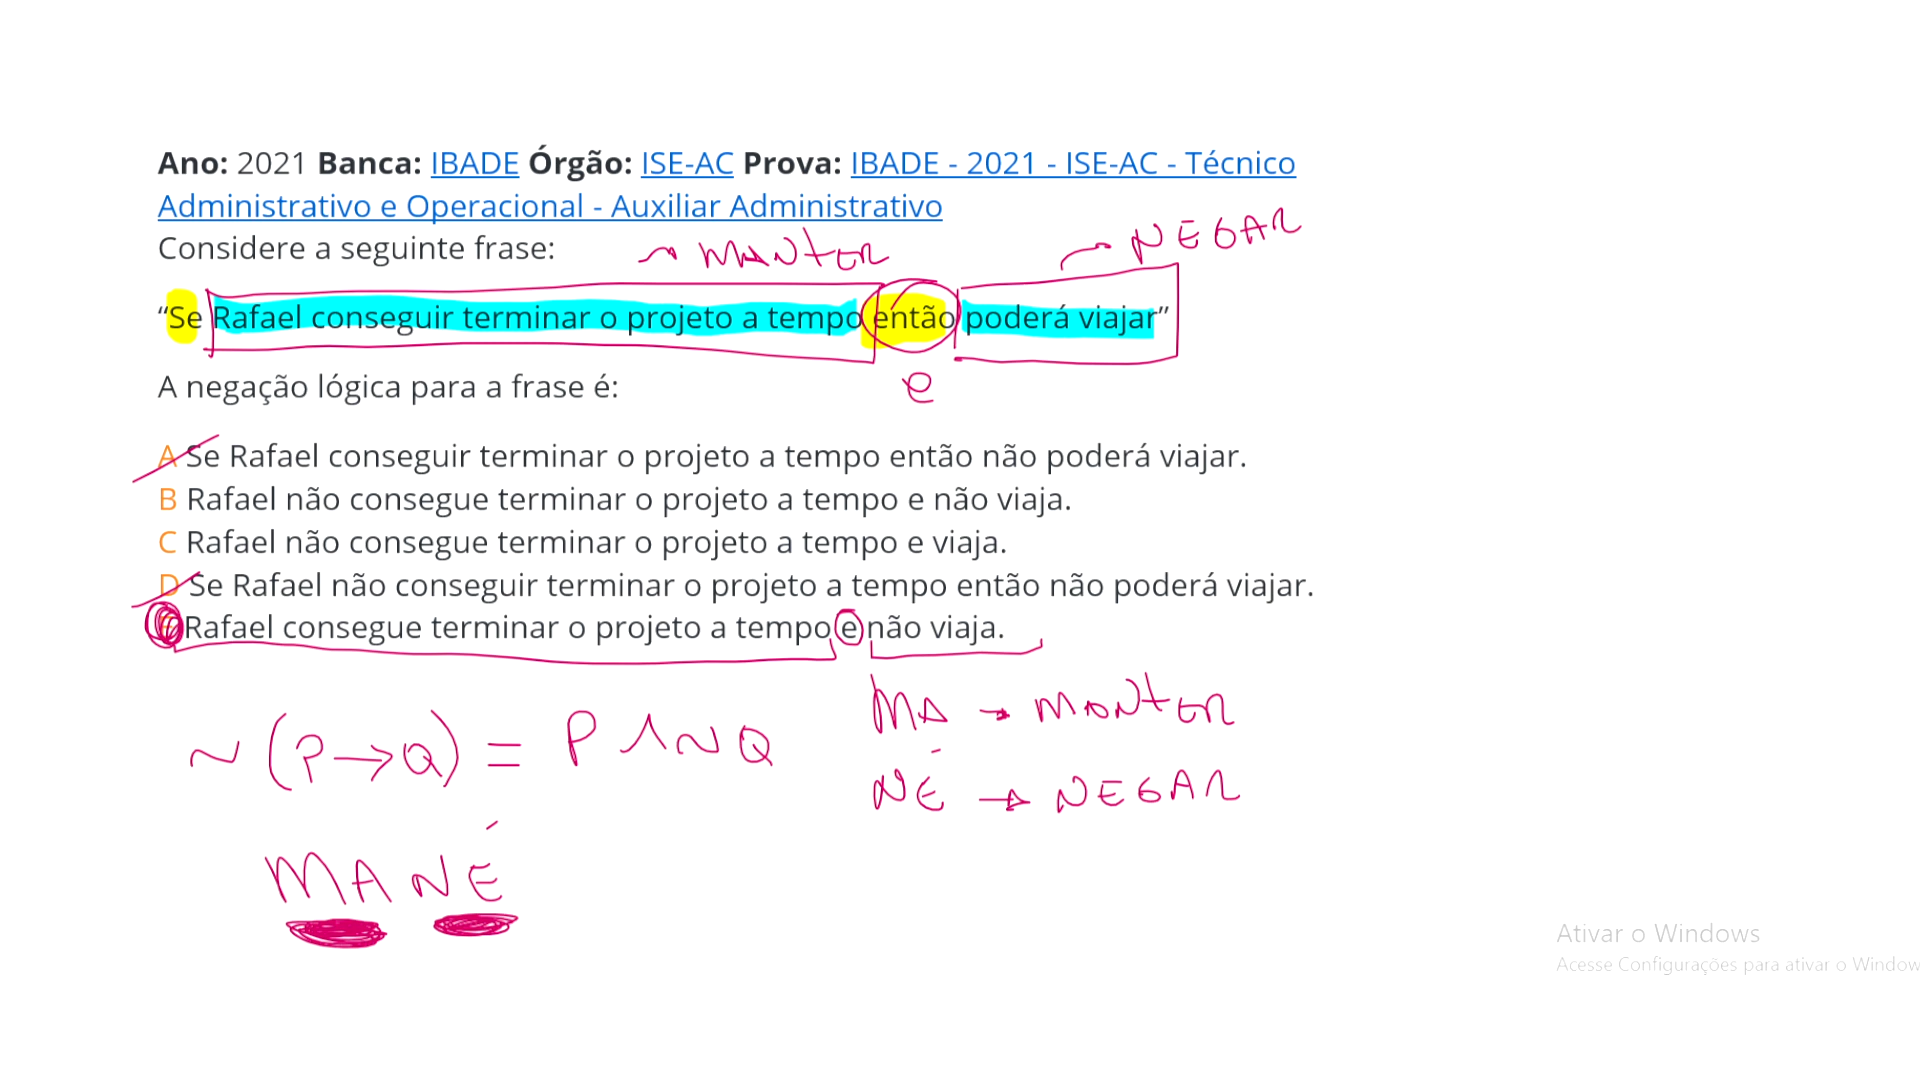 Ano: 2021 Banca: IBADE Órgão: ISE-AC Prova: IBADE - 2021 - ISE-AC - Técnico
Administrativo e Operacional - Auxiliar Administrativo
Considere a seguinte frase:
MANTER
NEGAR
“Se Rafael conseguir terminar o projeto a tempo então poderá viajar”
e
A negação lógica para a frase é:
A Se Rafael conseguir terminar o projeto a tempo então não poderá viajar.
B Rafael não consegue terminar o projeto a tempo e não viaja.
C Rafael não consegue terminar o projeto a tempo e viaja.
D Se Rafael não conseguir terminar o projeto a tempo então não poderá viajar.
Rafael consegue terminar o projeto a tempo e não viaja.
MA → MANTER
~(P→Q) = P ∧ ~Q
NÉ → NEGAR
MANÉ
Ativar o Windows
Acesse Configurações para ativar o Window